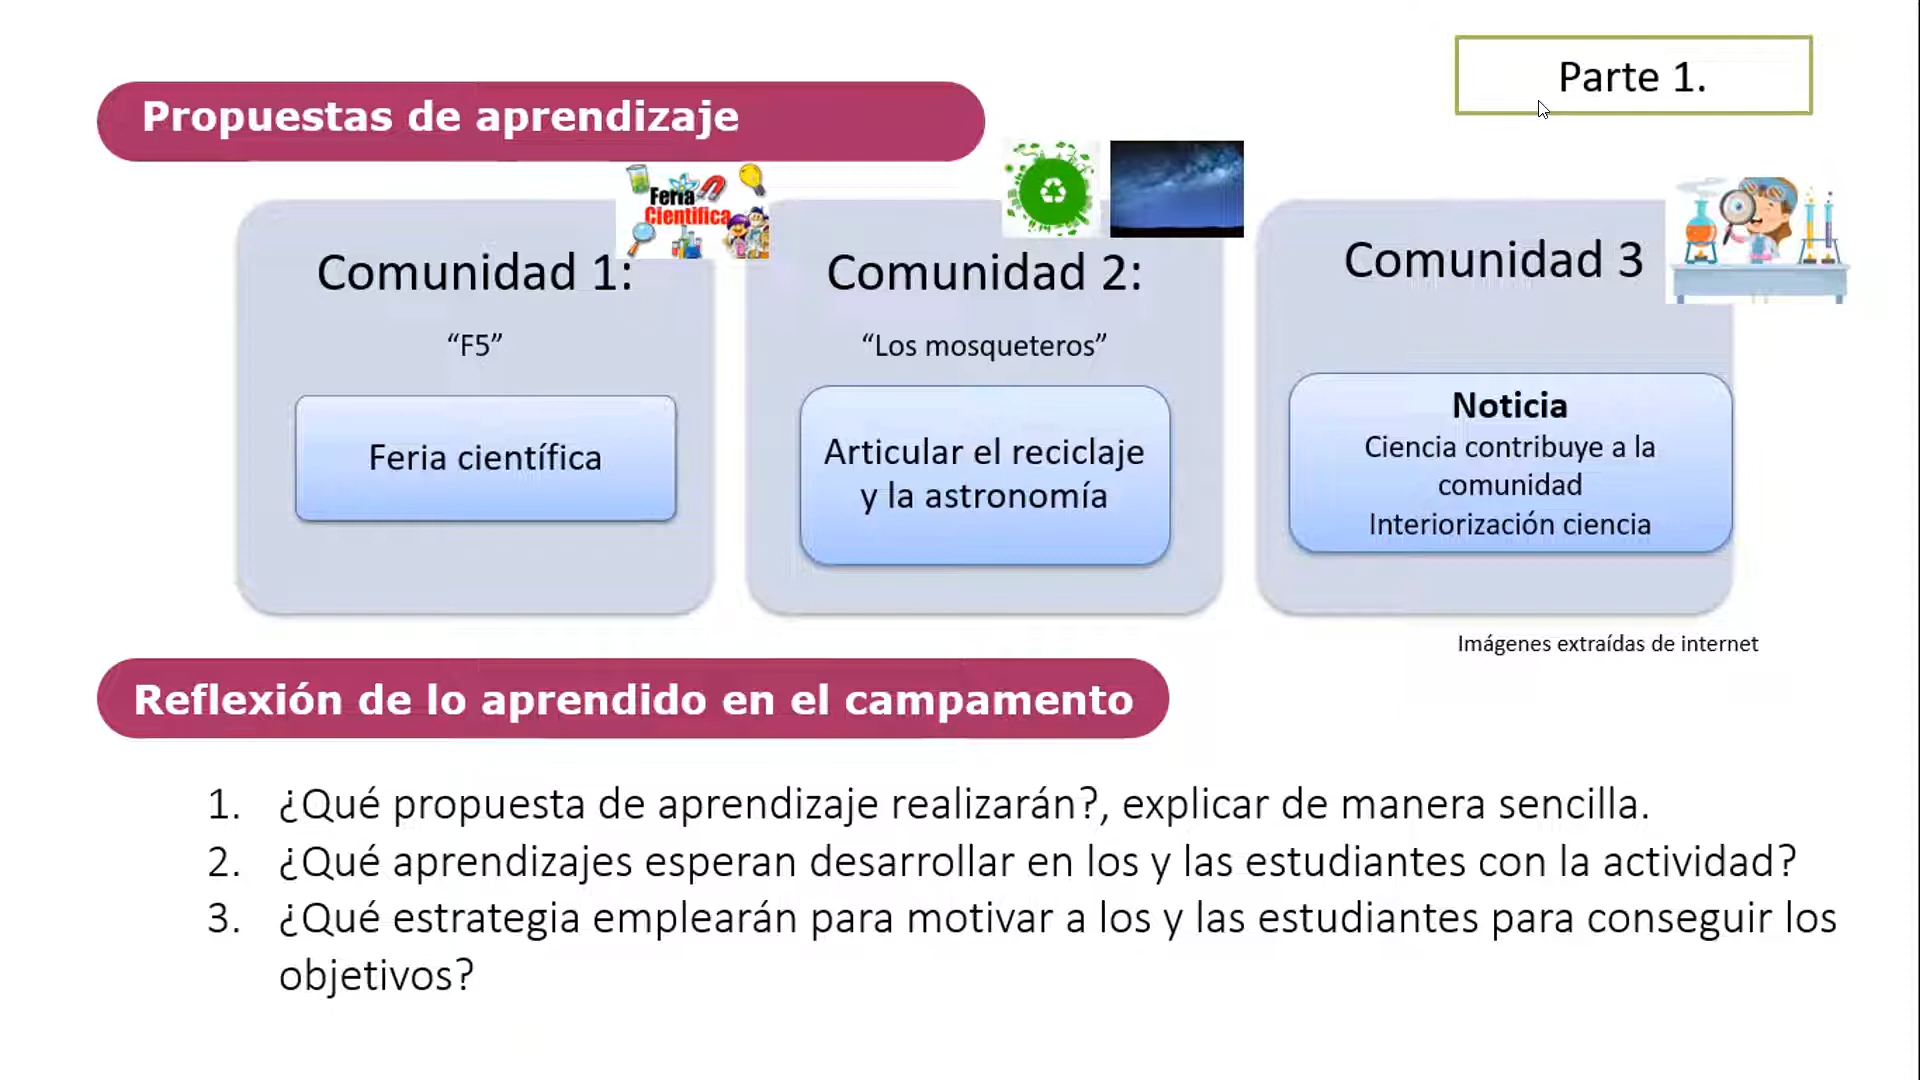 Parte 1.
Propuestas de aprendizaje
Feria
Cientifica
Comunidad 1:
“F5”
Feria científica
Comunidad 2:
“Los mosqueteros”
Articular el reciclaje
y la astronomía
Comunidad 3
Noticia
Ciencia contribuye a la
comunidad
Interiorización ciencia
Imágenes extraídas de internet
Reflexión de lo aprendido en el campamento
1. ¿Qué propuesta de aprendizaje realizarán?, explicar de manera sencilla.
2. ¿Qué aprendizajes esperan desarrollar en los y las estudiantes con la actividad?
3. ¿Qué estrategia emplearán para motivar a los y las estudiantes para conseguir los
objetivos?